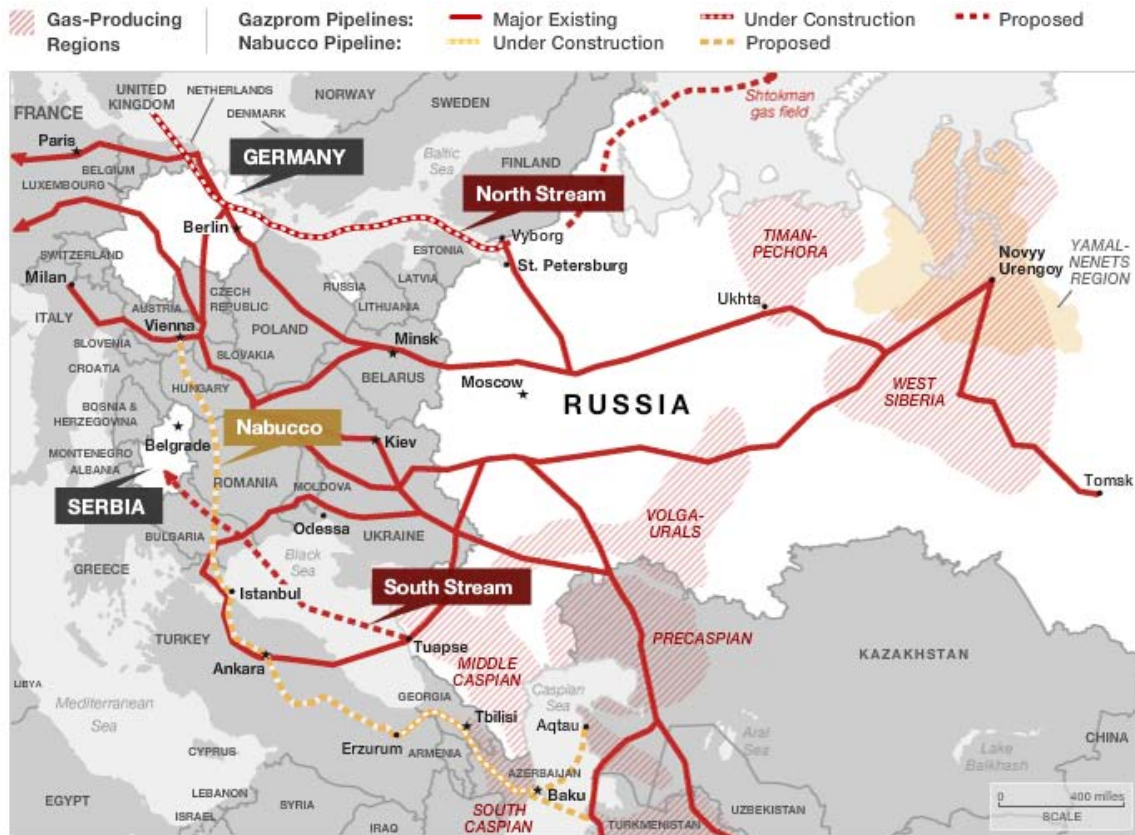 Gas-Producing
Regions
Gazprom Pipelines:
Major Existing
Under Construction
Proposed
Nabucco Pipeline:
Under Construction
Proposed
UNITED
KINGDOM
NETHERLANDS
NORWAY
SWEDEN
Shtokman
gas field
DENMARK
FRANCE
Paris
GERMANY
Baltic
Sea
FINLAND
BELGIUM
LUXEMBOURG
North Stream
Berlin
Vyborg
ESTONIA
St. Petersburg
TIMAN-
PECHORA
Novyy
Urengoy
YAMAL-
NENETS
REGION
SWITZERLAND
Milan
LATVIA
RUSSIA
LITHUANIA
CZECH
REPUBLIC
Ukhta
AUSTRIA
POLAND
ITALY
Vienna
Minsk
SLOVENIA
SLOVAKIA
BELARUS
CROATIA
HUNGARY
Moscow
RUSSIA
WEST
SIBERIA
BOSNIA &
HERZEGOVINA
Nabucco
Belgrade
Kiev
MONTENEGRO
ALBANIA
ROMANIA
MOLDOVA
Tomsk
SERBIA
Odessa
UKRAINE
VOLGA-
URALS
BULGARIA
Black
Sea
GREECE
Istanbul
South Stream
TURKEY
Ankara
Tuapse
PRECASPIAN
KAZAKHSTAN
MIDDLE
CASPIAN
LIBYA
Mediterranean
Sea
GEORGIA
Caspian
Sea
Tbilisi
Aqtau
Aral
Sea
CHINA
Erzurum
ARMENIA
Lake
Balkhash
CYPRUS
AZERBAIJAN
Baku
LEBANON
SYRIA
EGYPT
ISRAEL
IRAQ
SOUTH
CASPIAN
TURKMENISTAN
UZBEKISTAN
0 400 miles
SCALE